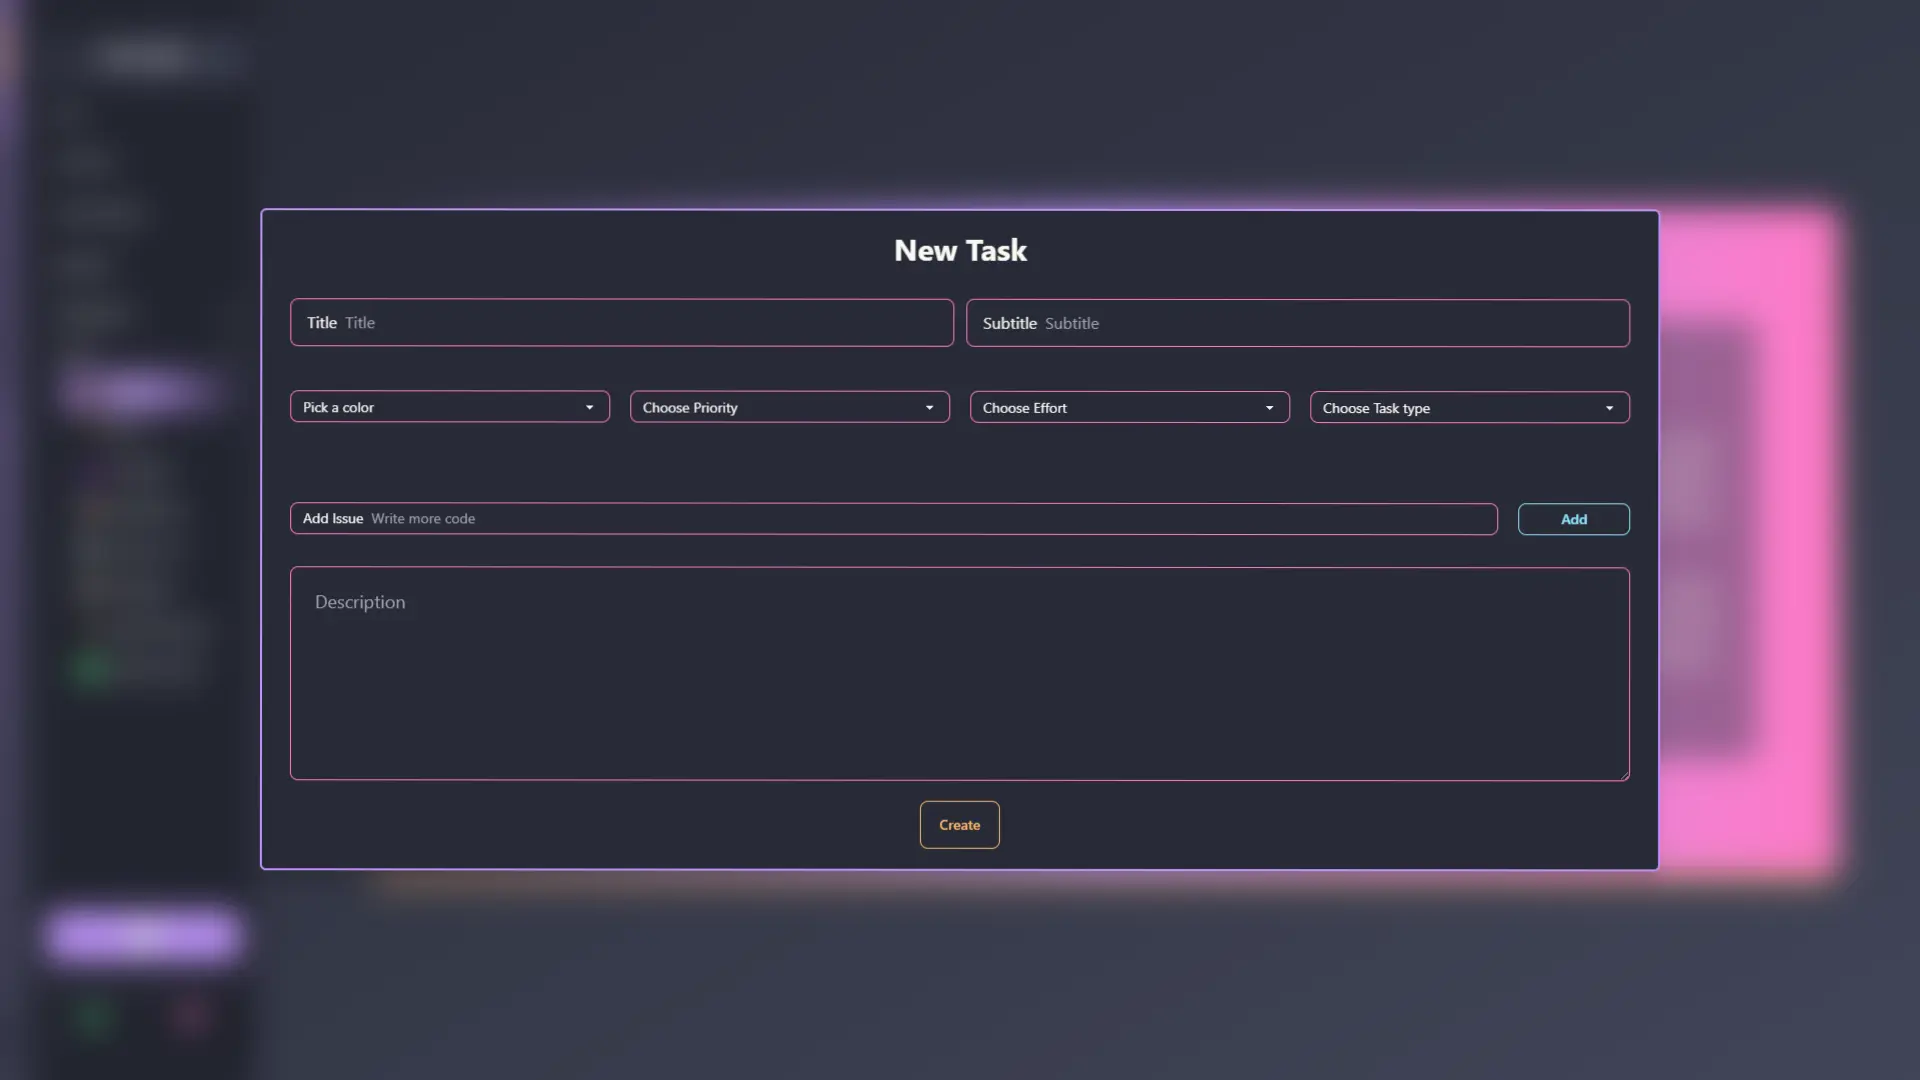 New Task
Title Title
Subtitle Subtitle
Pick a color
Choose Priority
Choose Effort
Choose Task type
Add Issue Write more code
Add
Description
Create